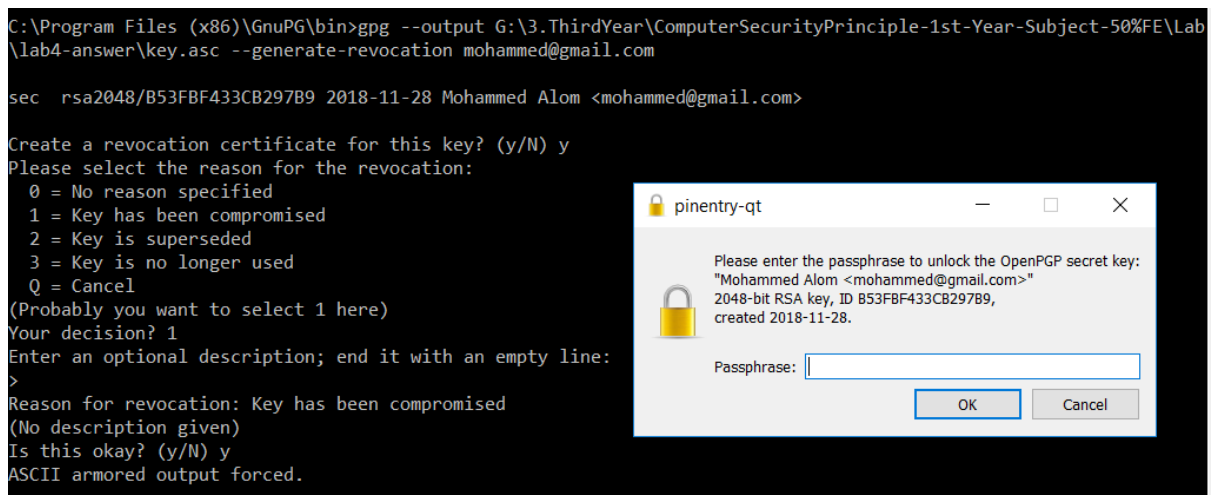 C:\Program Files (x86)\GnuPG\bin>gpg --output G:\3.ThirdYear\ComputerSecurityPrinciple-1st-Year-Subject-50%FE\Lab
\lab4-answer\key.asc --generate-revocation mohammed@gmail.com
sec  rsa2048/B53FBF433CB297B9 2018-11-28 Mohammed Alom <mohammed@gmail.com>
Create a revocation certificate for this key? (y/N) y
Please select the reason for the revocation:
  0 = No reason specified
  1 = Key has been compromised
  2 = Key is superseded
  3 = Key is no longer used
  Q = Cancel
(Probably you want to select 1 here)
Your decision? 1
Enter an optional description; end it with an empty line:
>
Reason for revocation: Key has been compromised
(No description given)
Is this okay? (y/N) y
ASCII armored output forced.
pinentry-qt
Please enter the passphrase to unlock the OpenPGP secret key:
"Mohammed Alom <mohammed@gmail.com>"
2048-bit RSA key, ID B53FBF433CB297B9,
created 2018-11-28.
Passphrase:
OK
Cancel